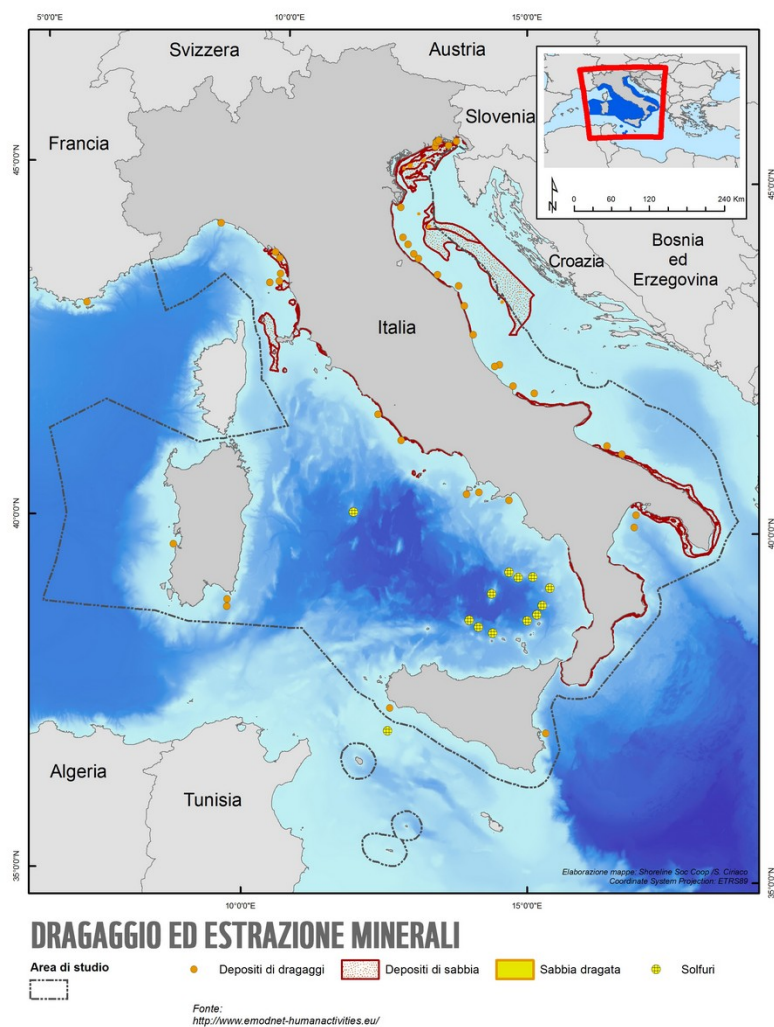 5°0'0"E
10°0'0"E
15°0'0"E
Svizzera
Austria
Slovenia
Francia
45°0'0"N
45°0'0"N
N
0
60
120
240 Km
Croazia
Bosnia
ed
Erzegovina
Italia
40°0'0"N
40°0'0"N
Algeria
Tunisia
35°0'0"N
35°0'0"N
Elaborazione mappe: Shoreline Soc Coop /S. Ciriaco
Coordinate System Projection: ETRS89
10°0'0"E
15°0'0"E
DRAGAGGIO ED ESTRAZIONE MINERALI
Area di studio
Depositi di dragaggi
Depositi di sabbia
Sabbia dragata
Solfuri
Fonte:
http://www.emodnet-humanactivities.eu/